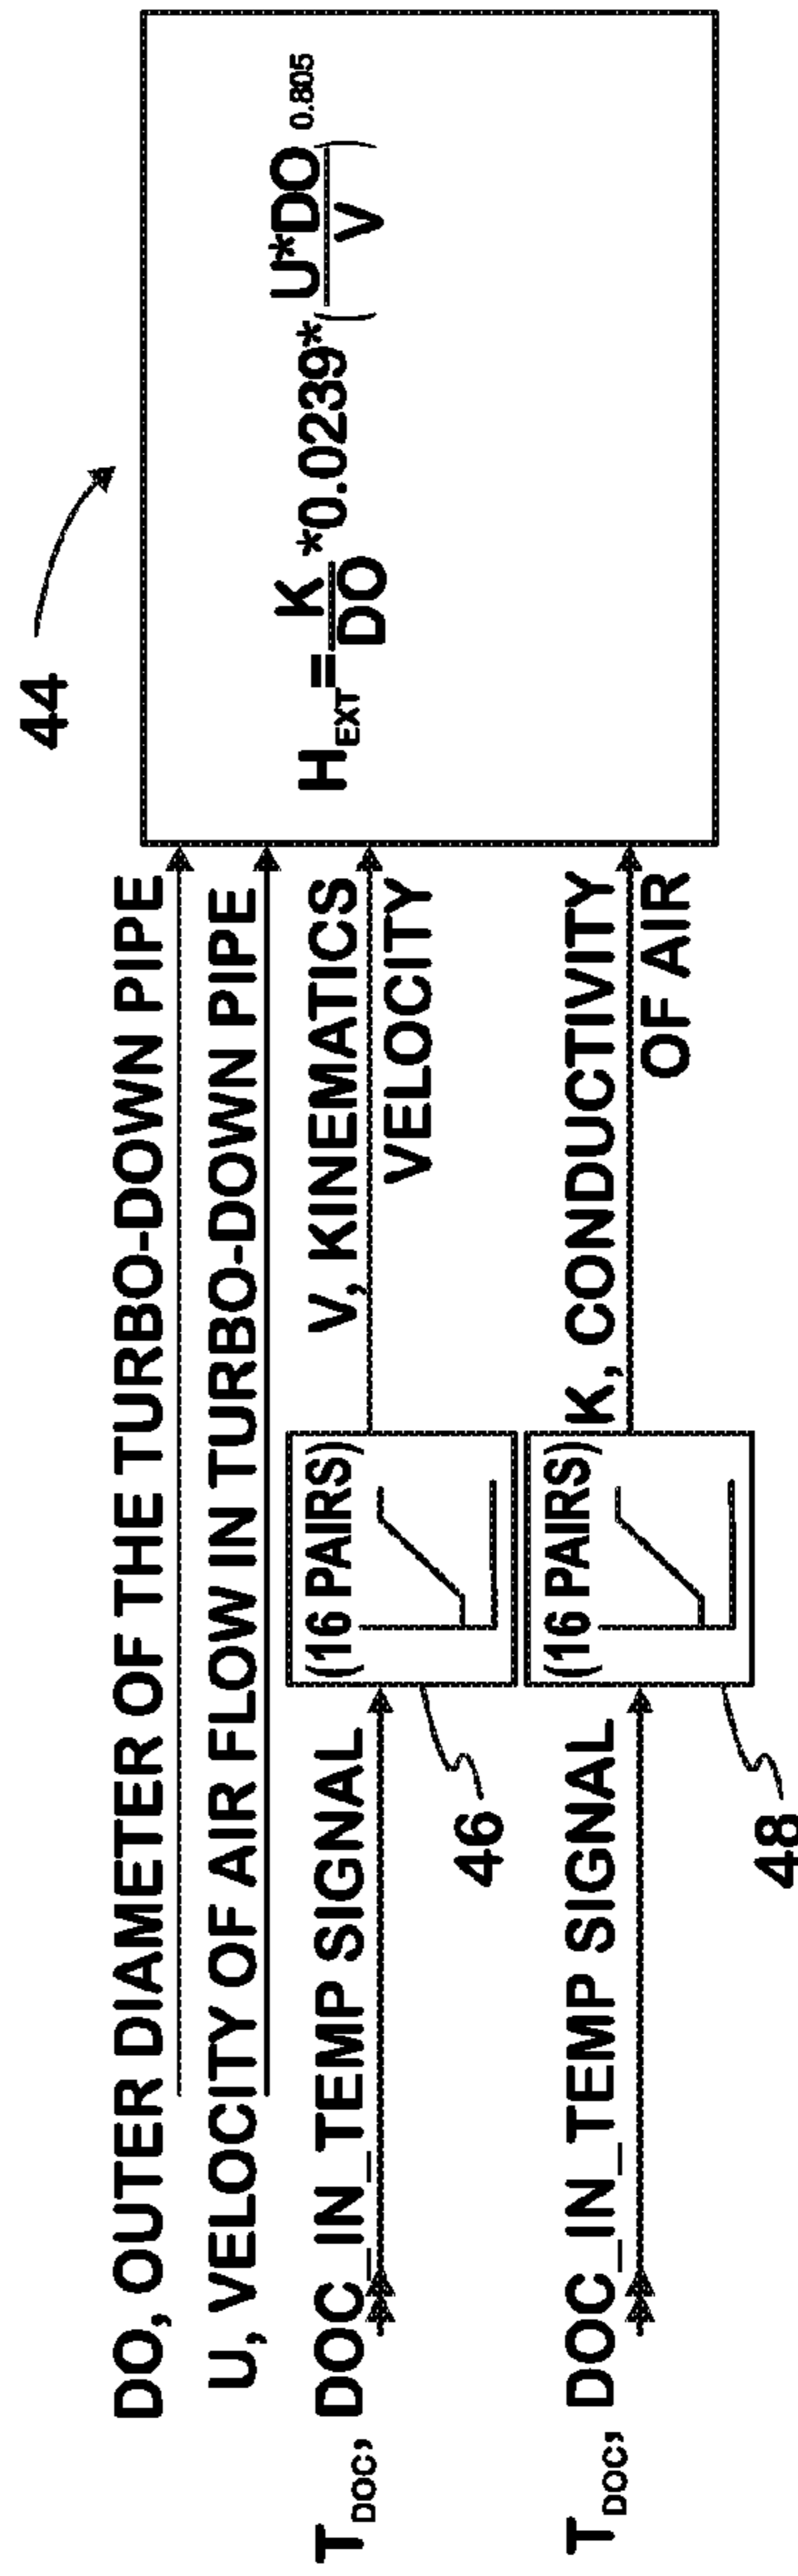 44
DO, OUTER DIAMETER OF THE TURBO-DOWN PIPE
U, VELOCITY OF AIR FLOW IN TURBO-DOWN PIPE
T_DOC, DOC_IN_TEMP SIGNAL
(16 PAIRS)
V, KINEMATICS
VELOCITY
46
T_DOC, DOC_IN_TEMP SIGNAL
(16 PAIRS)
K, CONDUCTIVITY
OF AIR
48
H_EXT = K/DO *0.0239* (U*DO/V)^0.805